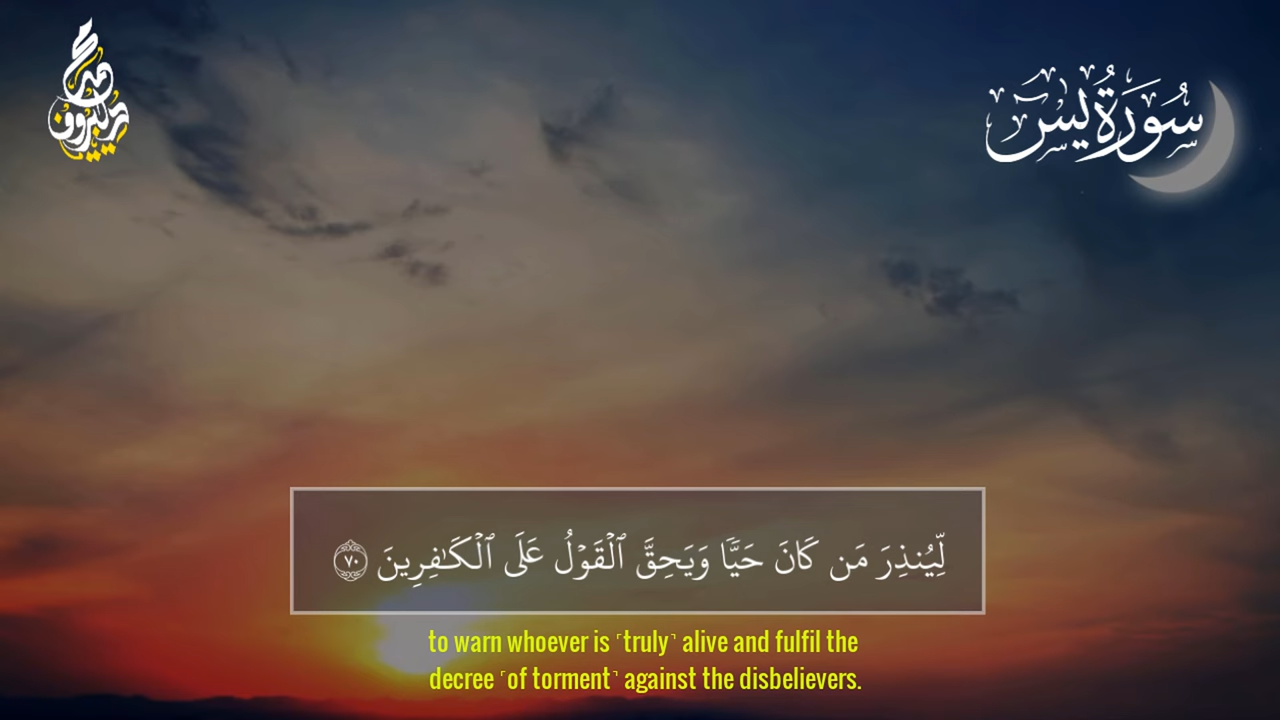 سُورَةُ يسٓ
لِّيُنذِرَ مَن كَانَ حَيًّا وَيَحِقَّ ٱلْقَوْلُ عَلَى ٱلْكَـٰفِرِينَ ٧٠
to warn whoever is ˹truly˺ alive and fulfil the
decree ˹of torment˺ against the disbelievers.